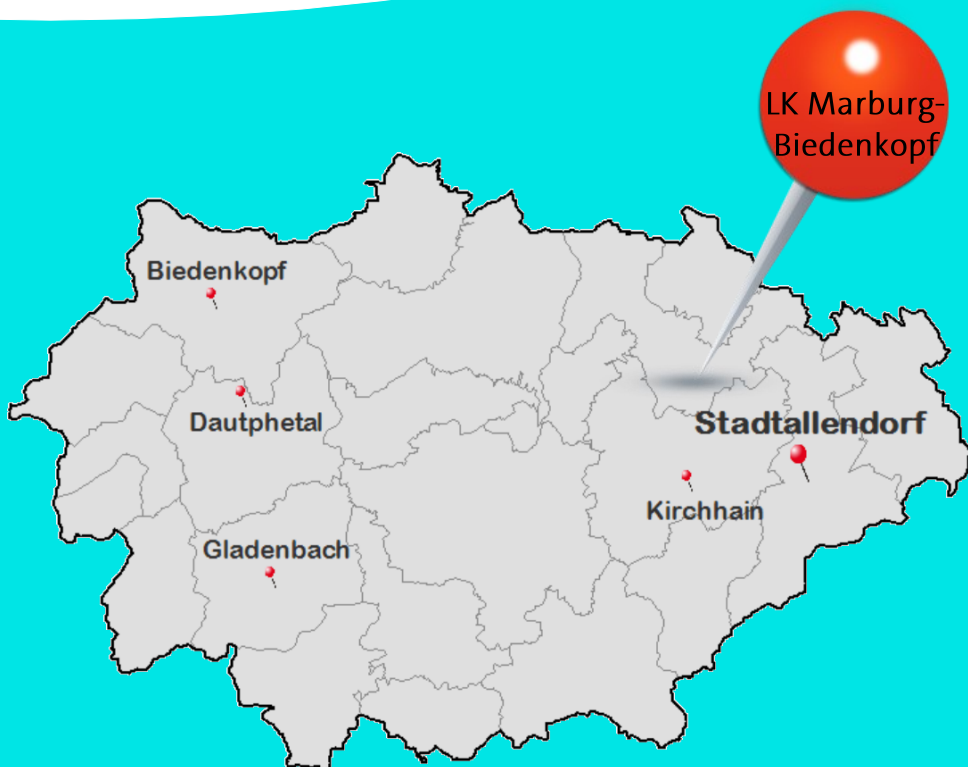 LK Marburg-
Biedenkopf
Biedenkopf
Dautphetal
Stadtallendorf
Kirchhain
Gladenbach